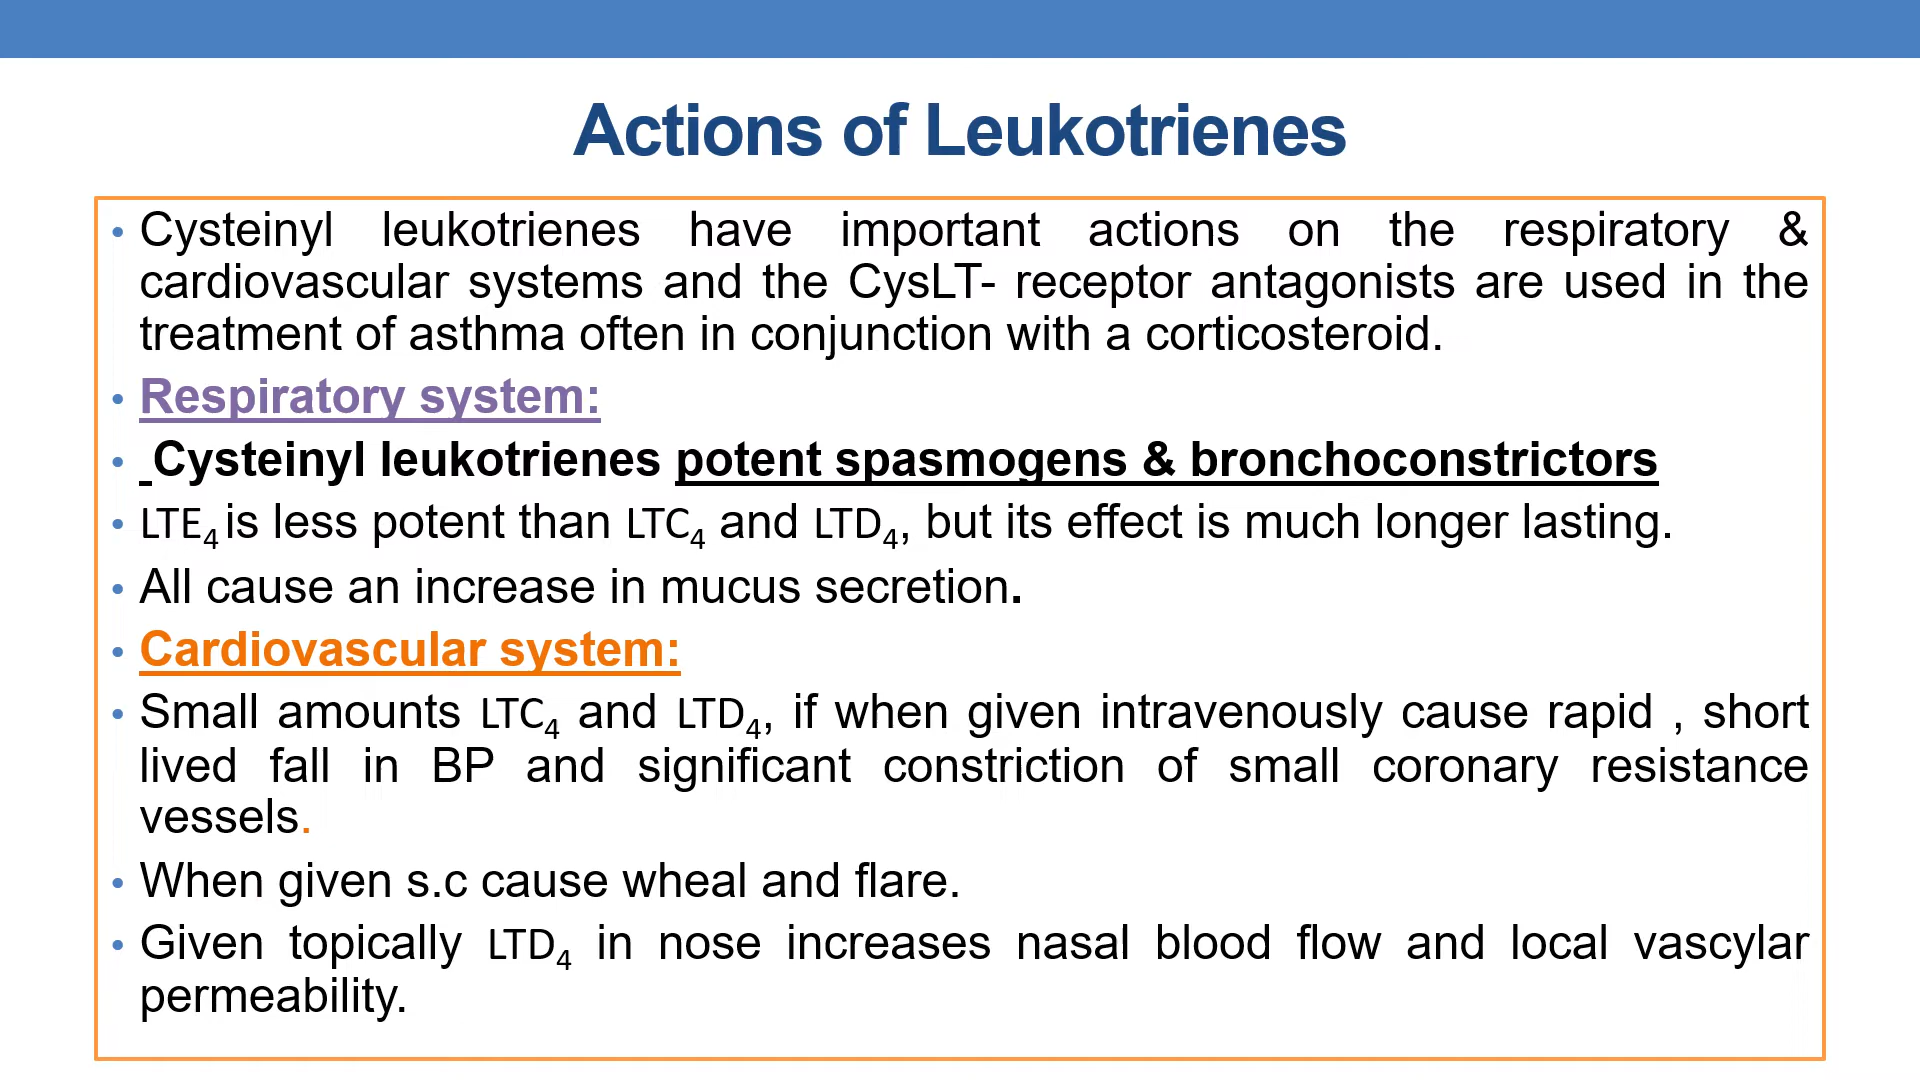 Actions of Leukotrienes
• Cysteinyl leukotrienes have important actions on the respiratory &
cardiovascular systems and the CysLT- receptor antagonists are used in the
treatment of asthma often in conjunction with a corticosteroid.
• Respiratory system:
• Cysteinyl leukotrienes potent spasmogens & bronchoconstrictors
• LTE₄ is less potent than LTC₄ and LTD₄, but its effect is much longer lasting.
• All cause an increase in mucus secretion.
• Cardiovascular system:
• Small amounts LTC₄ and LTD₄, if when given intravenously cause rapid , short
lived fall in BP and significant constriction of small coronary resistance
vessels.
• When given s.c cause wheal and flare.
• Given topically LTD₄ in nose increases nasal blood flow and local vascylar
permeability.